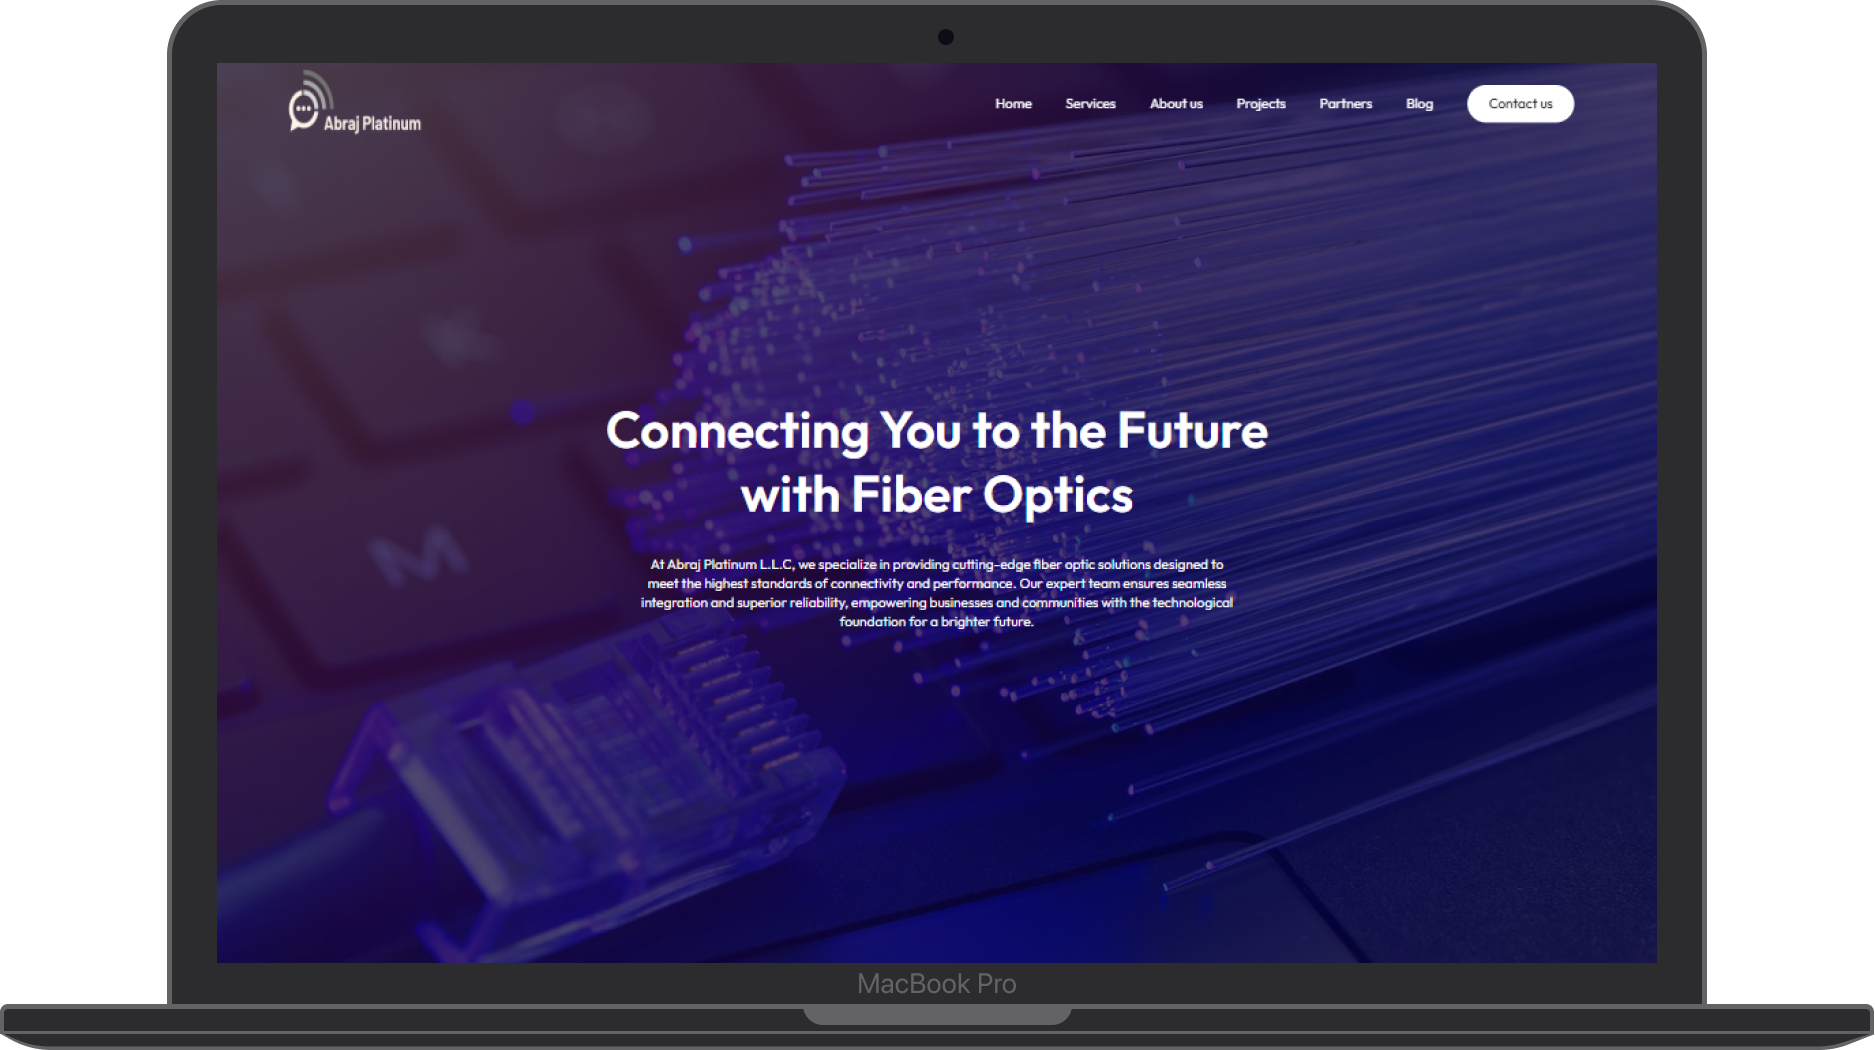 Abraj Platinum
Home Services About us Projects Partners Blog Contact us
K
M
Connecting You to the Future
with Fiber Optics
At Abraj Platinum L.L.C, we specialize in providing cutting-edge fiber optic solutions designed to
meet the highest standards of connectivity and performance. Our expert team ensures seamless
integration and superior reliability, empowering businesses and communities with the technological
foundation for a brighter future.
MacBook Pro